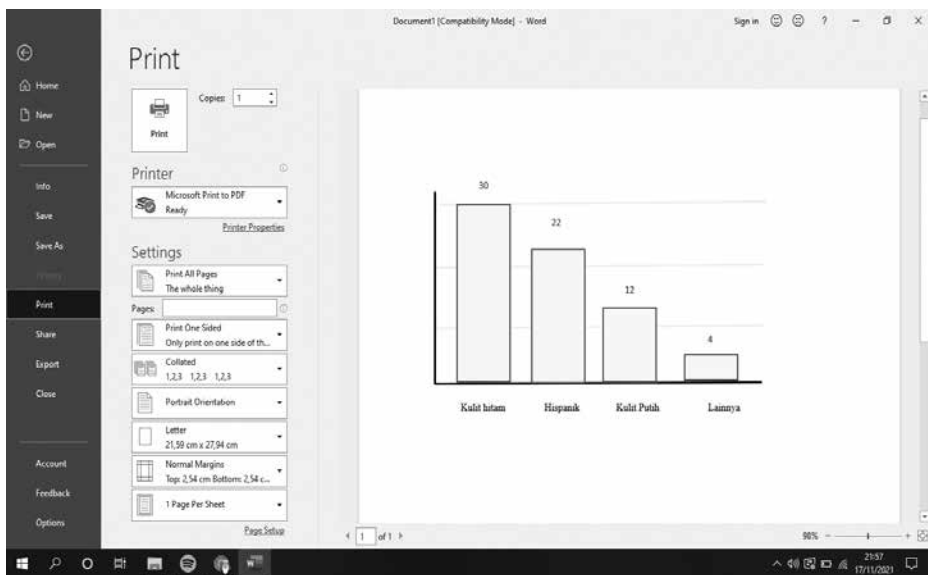 Document1 [Compatibility Mode] - Word
Sign in
?
Home
New
Open
Info
Save
Save As
Print
Share
Export
Close
Account
Feedback
Options
Print
Print
Copies: 1
Printer
Microsoft Print to PDF
Ready
Printer Properties
Settings
Print All Pages
The whole thing
Pages:
Print One Sided
Only print on one side of th...
Collated
1,2,3 1,2,3 1,2,3
Portrait Orientation
Letter
21,59 cm x 27,94 cm
Normal Margins
Top: 2,54 cm Bottom: 2,54 c...
1 Page Per Sheet
Page Setup
30
22
12
4
Kulit hitam
Hispanik
Kulit Putih
Lainnya
1 of 1
90%
21:57
17/11/2021